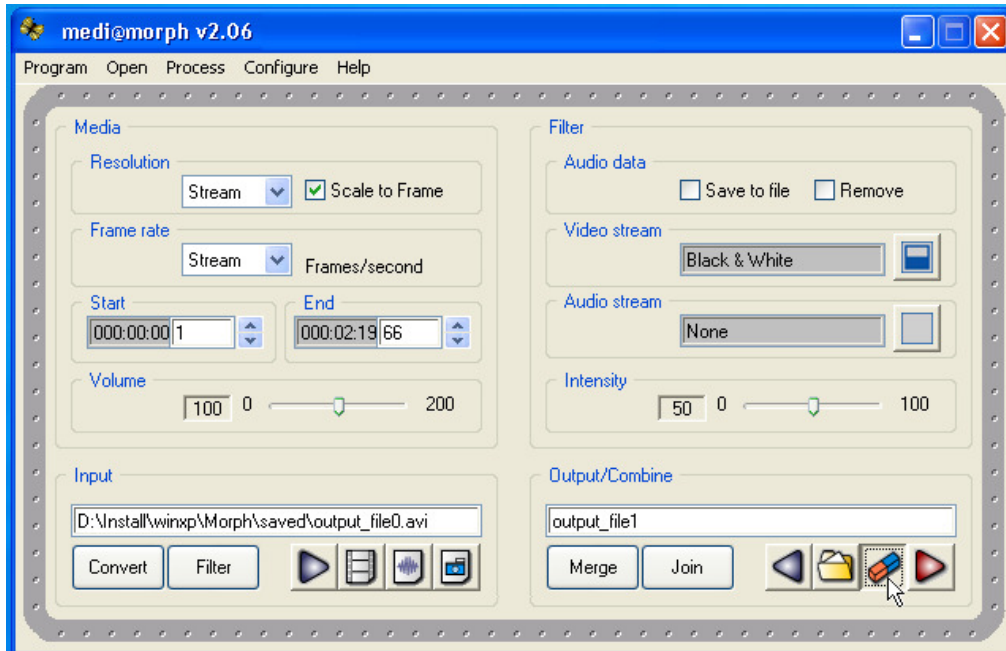 medi@morph v2.06
Program Open Process Configure Help
Media
Resolution
Stream
Scale to Frame
Frame rate
Stream
Frames/second
Start
000:00:00 1
End
000:02:19 66
Volume
100 0 200
Filter
Audio data
Save to file
Remove
Video stream
Black & White
Audio stream
None
Intensity
50 0 100
Input
D:\Install\winxp\Morph\saved\output_file0.avi
Convert Filter
Output/Combine
output_file1
Merge Join